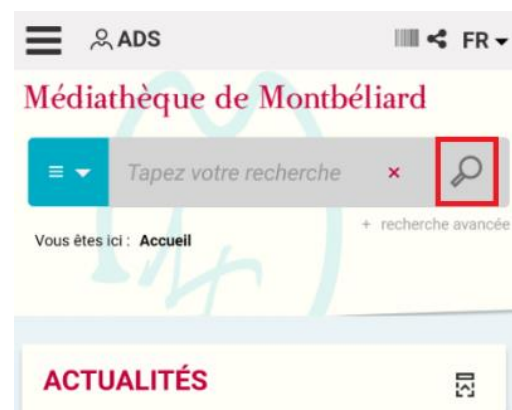 ADS FR
Médiathèque de Montbéliard
Tapez votre recherche
+ recherche avancée
Vous êtes ici : Accueil
ACTUALITÉS